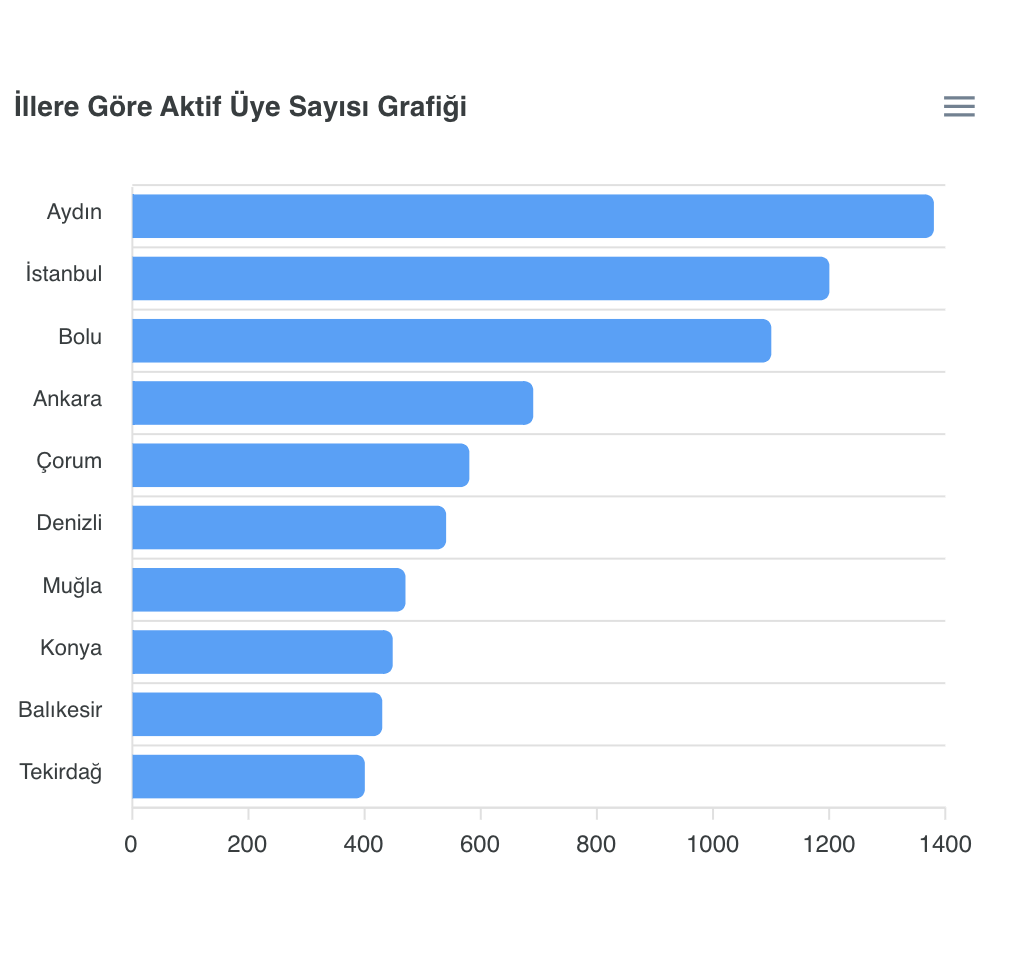 İllere Göre Aktif Üye Sayısı Grafiği
Aydın
İstanbul
Bolu
Ankara
Çorum
Denizli
Muğla
Konya
Balıkesir
Tekirdağ
0 200 400 600 800 1000 1200 1400